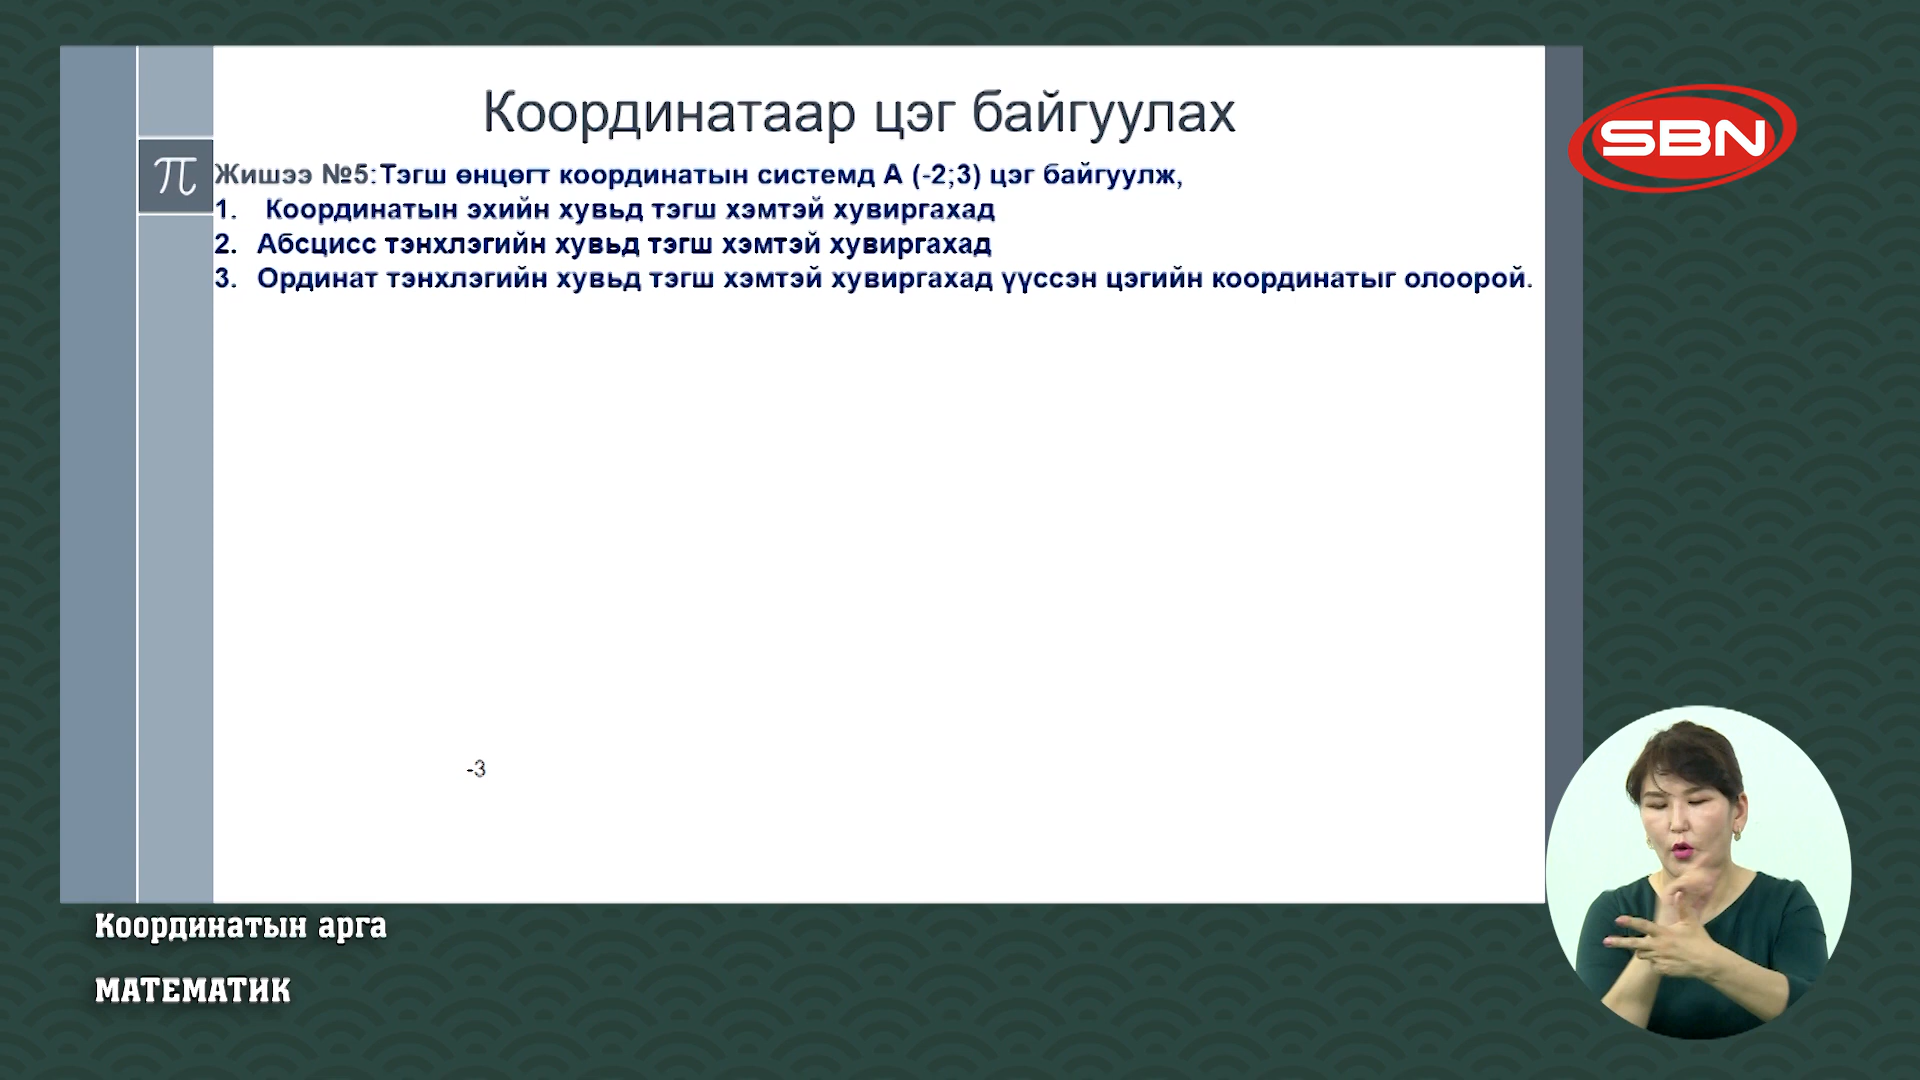 Координатаар цэг байгуулах
SBN
π
Жишээ №5:Тэгш өнцөгт координатын системд А (-2;3) цэг байгуулж,
1. Координатын эхийн хувьд тэгш хэмтэй хувиргахад
2. Абсцисс тэнхлэгийн хувьд тэгш хэмтэй хувиргахад
3. Ординат тэнхлэгийн хувьд тэгш хэмтэй хувиргахад үүссэн цэгийн координатыг олоорой.
-3
Координатын арга
МАТЕМАТИК